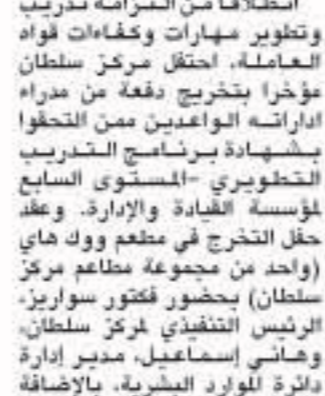 انطلاقا من التزامه تدريب
وتطوير مهارات وكفاءات قواه
العاملة، احتفل مركز سلطان
مؤخرا بتخريج دفعة من مدراء
اداراته الواعدين ممن التحقوا
بشهادة برنامج التدريب
التطويري -المستوى السابع
لمؤسسة القيادة والإدارة. وعقد
حفل التخرج في مطعم ووك هاي
(واحد من مجموعة مطاعم مركز
سلطان) بحضور فكتور سواريز،
الرئيس التنفيذي لمركز سلطان،
وهاني إسماعيل، مدير إدارة
دائرة الموارد البشرية، بالإضافة